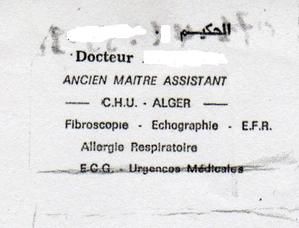 الحكيم
Docteur
ANCIEN MAITRE ASSISTANT
— C.H.U. - ALGER —
Fibroscopie - Echographie - E.F.R.
Allergie Respiratoire
E.C.G. - Urgences Médicales